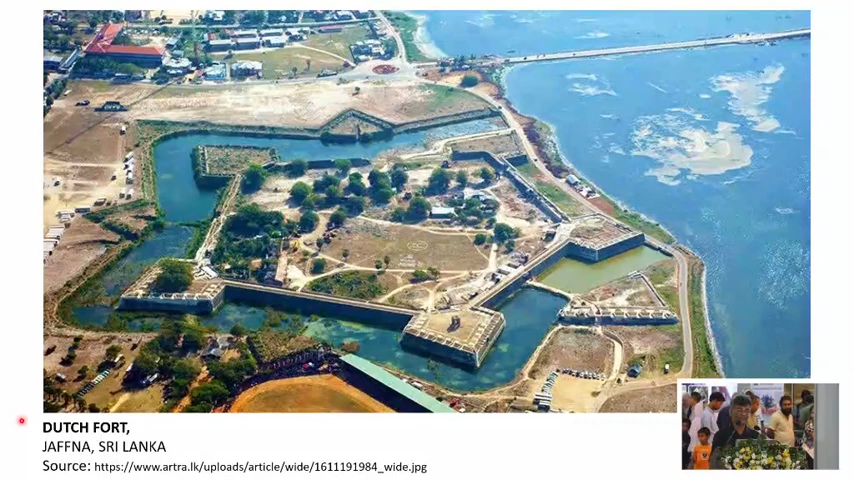 DUTCH FORT,
JAFFNA, SRI LANKA
Source: https://www.artra.lk/uploads/article/wide/1611191984_wide.jpg